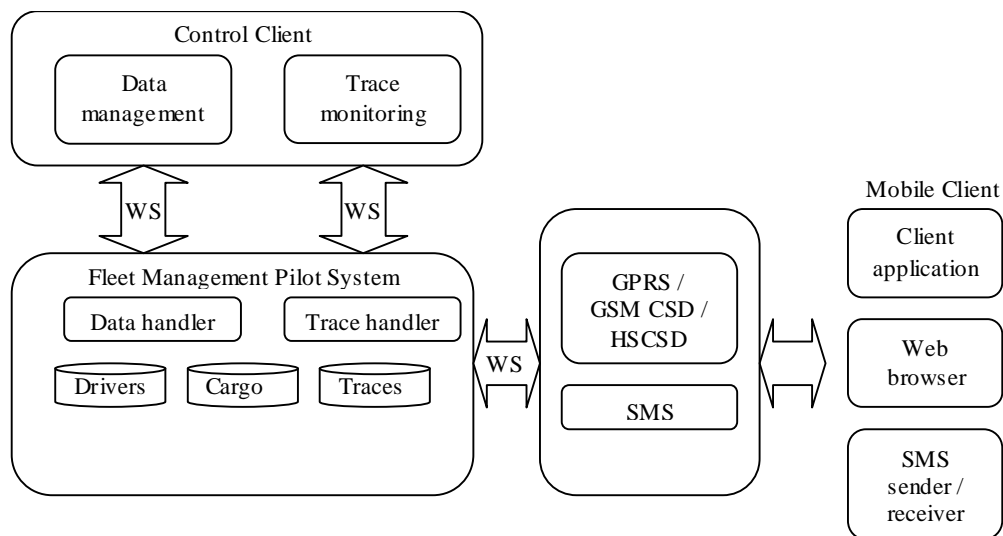 Control Client
Data
management
Trace
monitoring
WS
WS
Fleet Management Pilot System
Data handler
Trace handler
Drivers
Cargo
Traces
WS
GPRS /
GSM CSD /
HSCSD
SMS
Mobile Client
Client
application
Web
browser
SMS
sender /
receiver